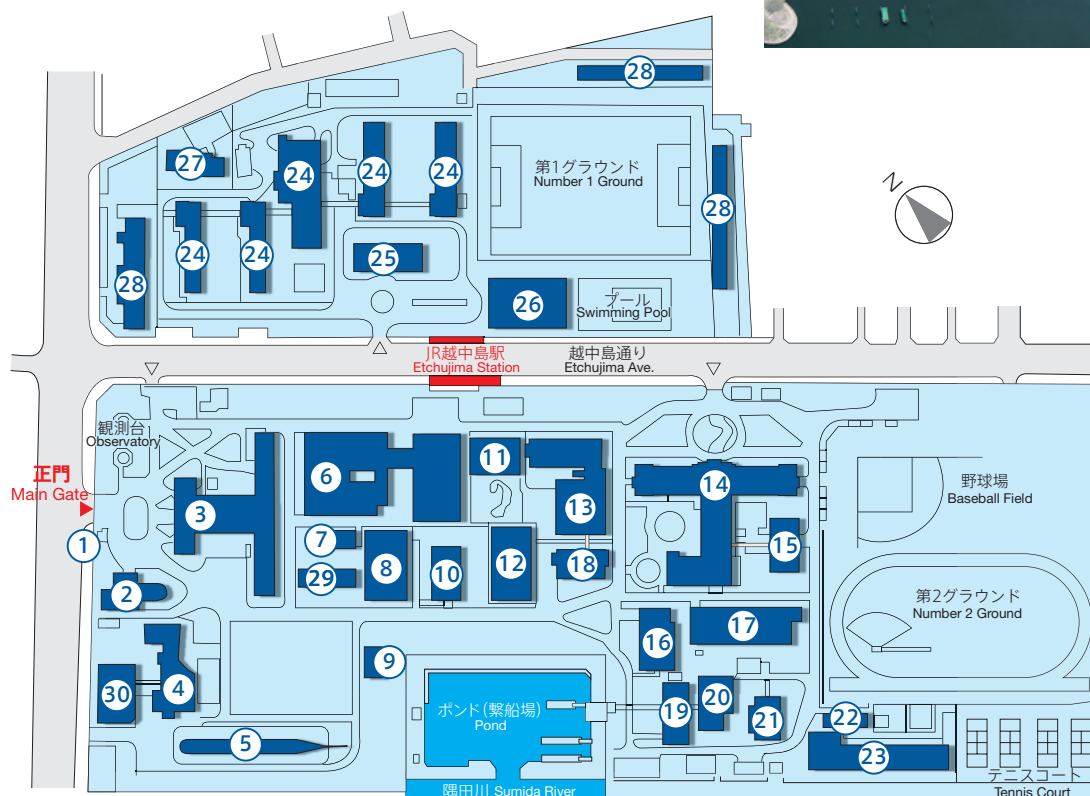 28
第1グラウンド
Number 1 Ground
27
24
24
24
28
24
24
25
28
26
プール
Swimming Pool
N
JR越中島駅
Etchujima Station
越中島通り
Etchujima Ave.
観測台
Observatory
正門
Main Gate
1
2
3
6
11
13
14
野球場
Baseball Field
7
8
10
12
18
15
29
第2グラウンド
Number 2 Ground
16
17
9
30
4
5
ポンド(繋船場)
Pond
19
20
21
22
23
隅田川 Sumida River
テニスコート
Tennis Court